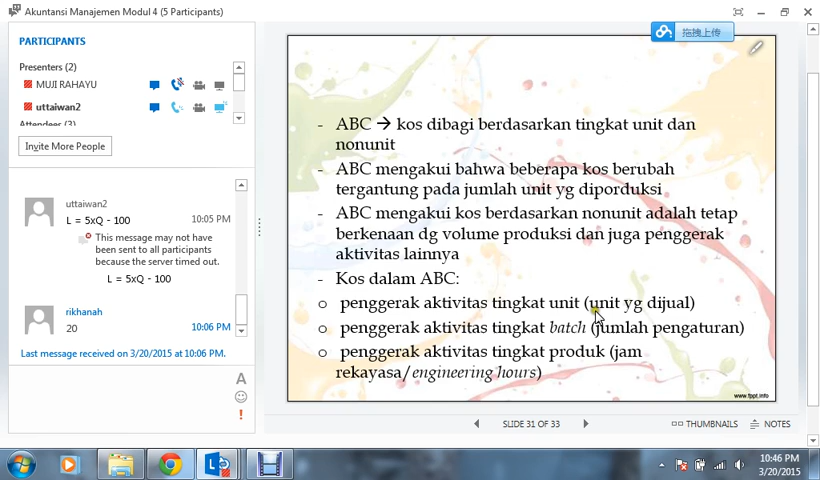 Akuntansi Manajemen Modul 4 (5 Participants)
PARTICIPANTS
Presenters (2)
MUJI RAHAYU
uttaiwan2
Attendee (3)
Invite More People
uttaiwan2
L = 5xQ - 100
10:05 PM
This message may not have
been sent to all participants
because the server timed out.
L = 5xQ - 100
rikhanah
20
10:06 PM
Last message received on 3/20/2015 at 10:06 PM.
A
!
拖拽上传
- ABC → kos dibagi berdasarkan tingkat unit dan
nonunit
- ABC mengakui bahwa beberapa kos berubah
tergantung pada jumlah unit yg diporduksi
- ABC mengakui kos berdasarkan nonunit adalah tetap
berkenaan dg volume produksi dan juga penggerak
aktivitas lainnya
- Kos dalam ABC:
o penggerak aktivitas tingkat unit (unit yg dijual)
o penggerak aktivitas tingkat batch (jumlah pengaturan)
o penggerak aktivitas tingkat produk (jam
rekayasa/engineering hours)
www.fppt.info
SLIDE 31 OF 33
THUMBNAILS
NOTES
10:46 PM
3/20/2015